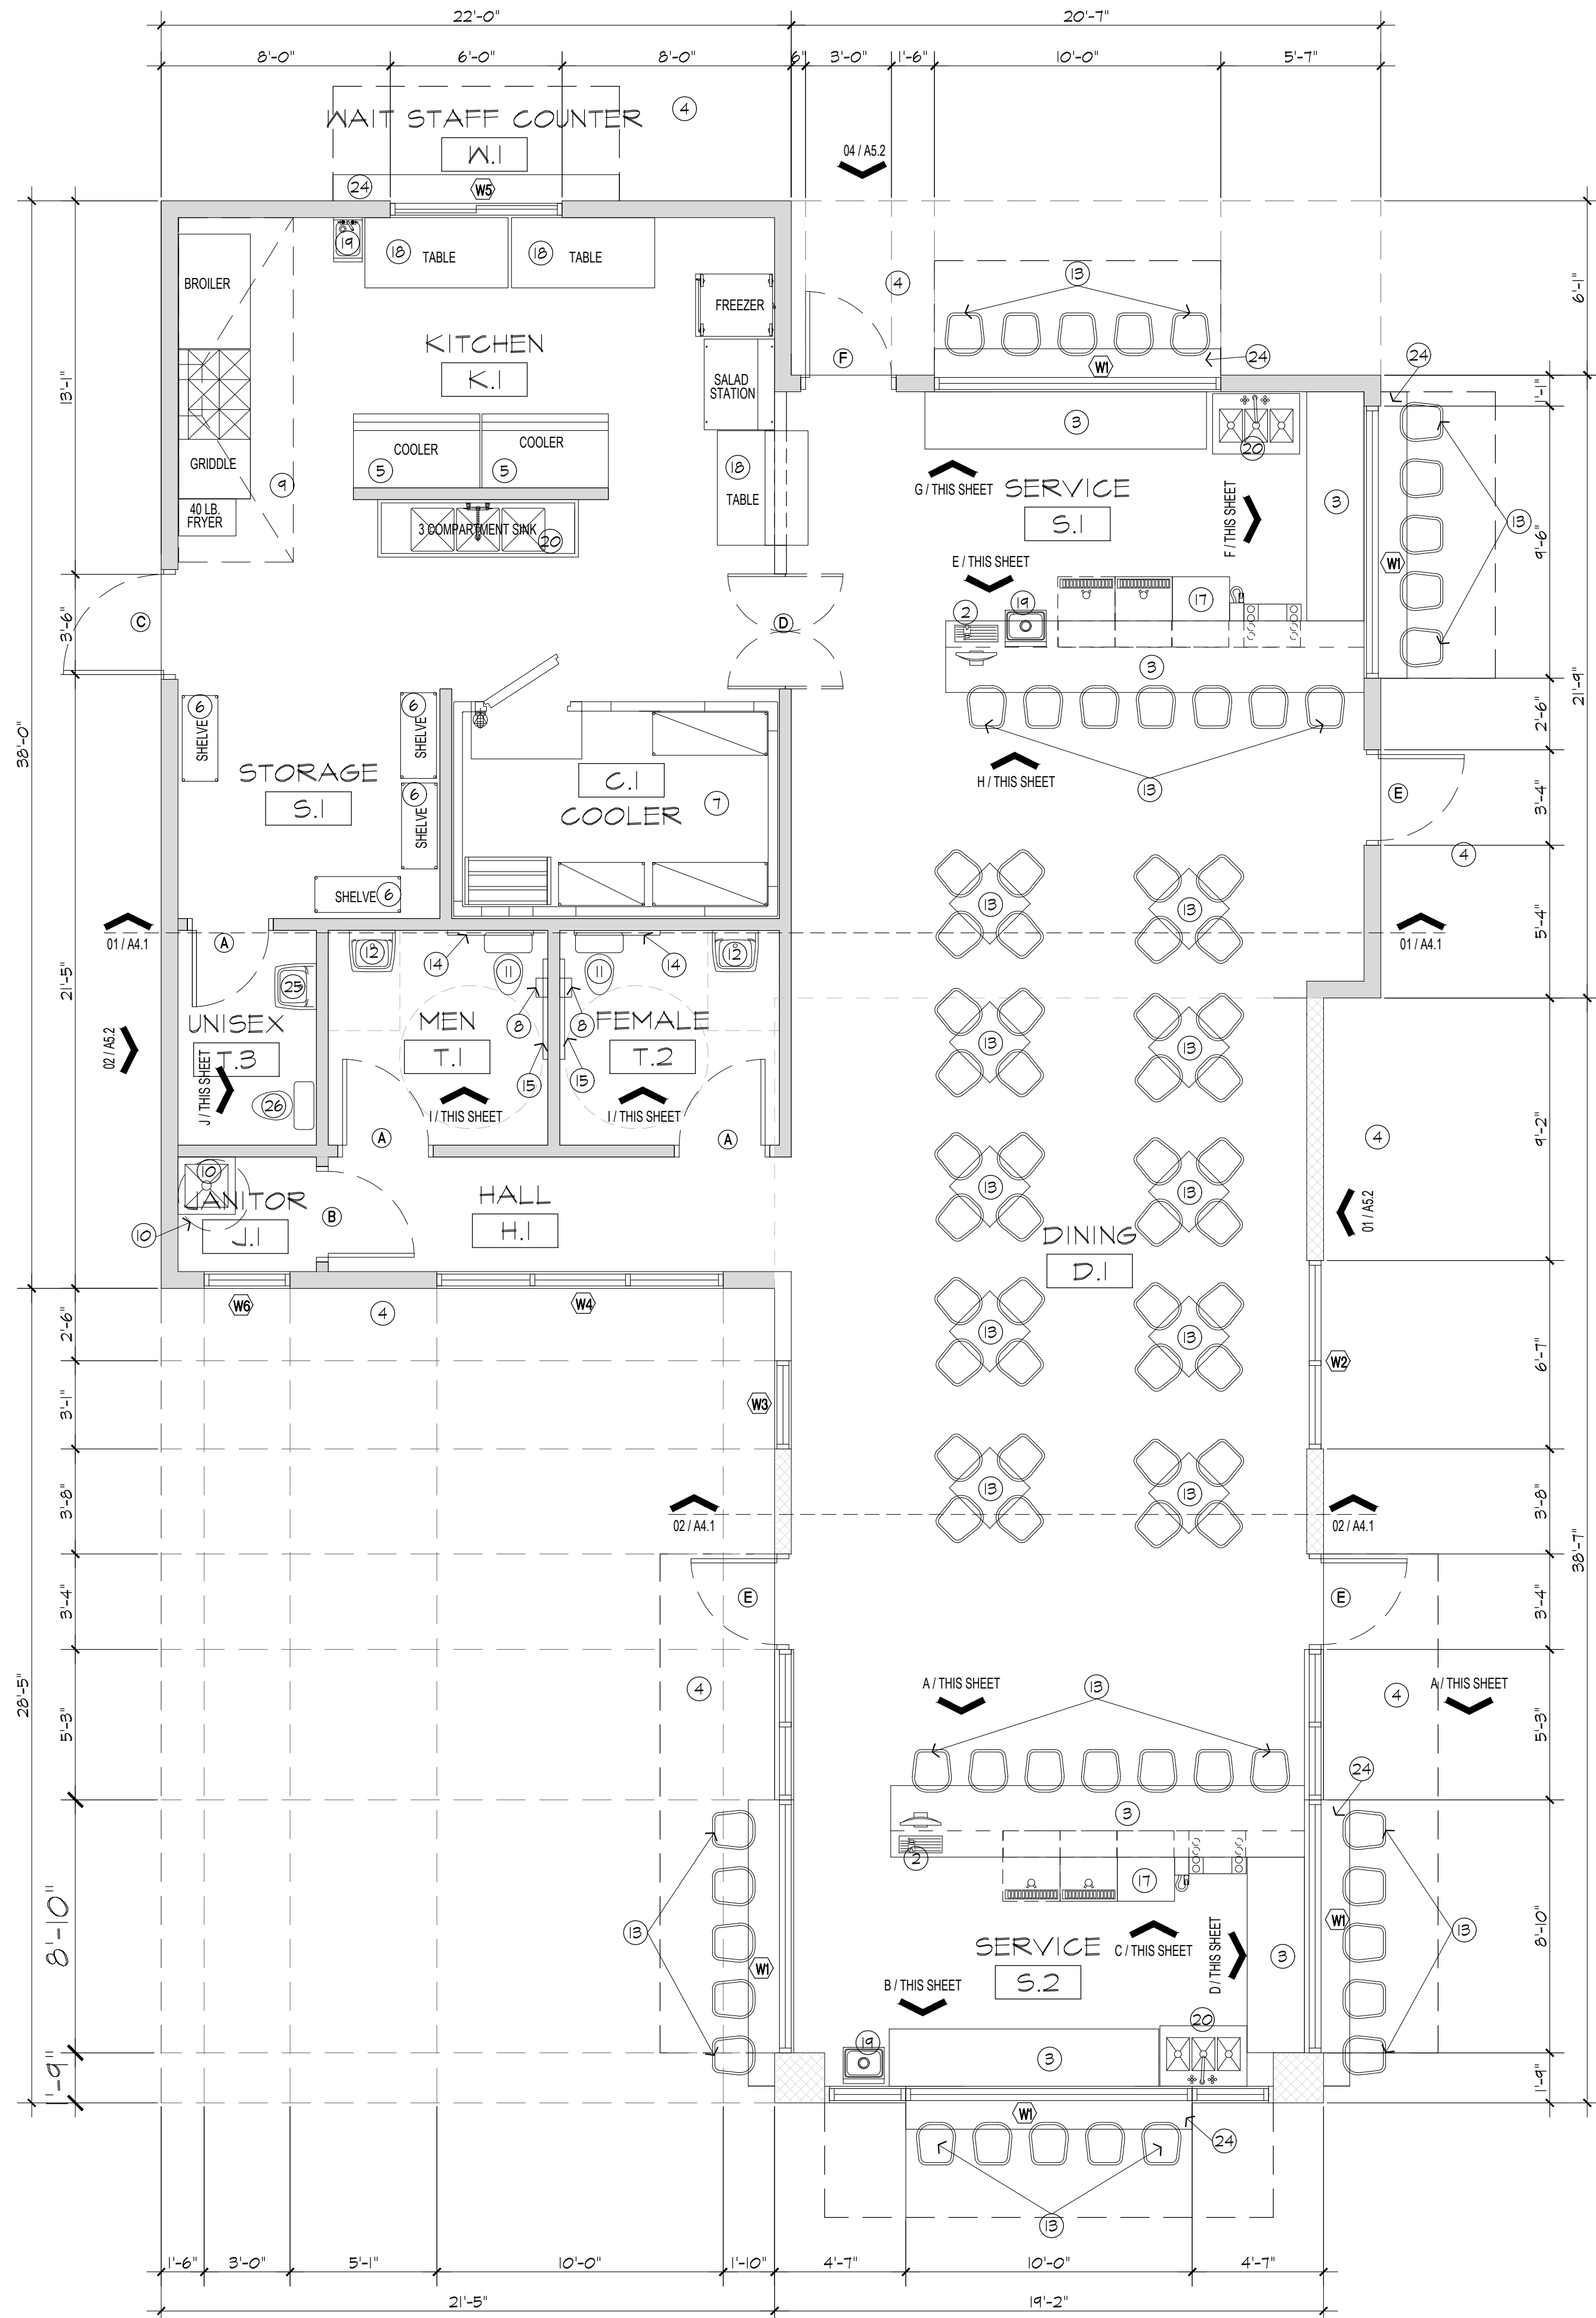 22'-0"
20'-7"
8'-0"
6'-0"
8'-0"
6"
3'-0"
1'-6"
10'-0"
5'-7"
4
WAIT STAFF COUNTER
W.1
04 / A5.2
24
W5
19
18
TABLE
18
TABLE
BROILER
FREEZER
4
13
6'-1"
KITCHEN
K.1
F
W1
24
24
SALAD
STATION
1'-1"
13'-1"
3
20
COOLER
COOLER
5
5
GRIDDLE
9
18
TABLE
G / THIS SHEET
SERVICE
S.1
F / THIS SHEET
3
13
9'-6"
40 LB.
FRYER
3 COMPARTMENT SINK
20
W1
E / THIS SHEET
C
3'-6"
D
2
19
17
3
21'-9"
6
SHELVE
6
SHELVE
2'-6"
38'-0"
STORAGE
S.1
6
SHELVE
C.1
COOLER
7
H / THIS SHEET
13
E
3'-4"
4
SHELVE
6
13
13
01 / A4.1
A
12
14
11
11
14
12
01 / A4.1
5'-4"
21'-5"
25
8
8
UNISEX
T.3
MEN
T.1
FEMALE
T.2
13
13
02 / A5.2
J / THIS SHEET
26
15
15
I / THIS SHEET
I / THIS SHEET
A
A
4
9'-2"
10
JANITOR
J.1
10
B
HALL
H.1
13
13
01 / A5.2
DINING
D.1
W6
4
W4
2'-6"
13
13
W2
6'-7"
3'-1"
W3
3'-8"
13
13
3'-8"
02 / A4.1
02 / A4.1
38'-7"
3'-4"
E
E
3'-4"
28'-5"
4
A / THIS SHEET
13
4
A / THIS SHEET
5'-3"
5'-3"
24
3
2
17
8'-10"
13
W1
SERVICE
S.2
C / THIS SHEET
D / THIS SHEET
3
W1
13
8'-10"
B / THIS SHEET
19
3
20
1'-9"
1'-9"
W1
24
13
1'-6"
3'-0"
5'-1"
10'-0"
1'-10"
4'-7"
10'-0"
4'-7"
21'-5"
19'-2"